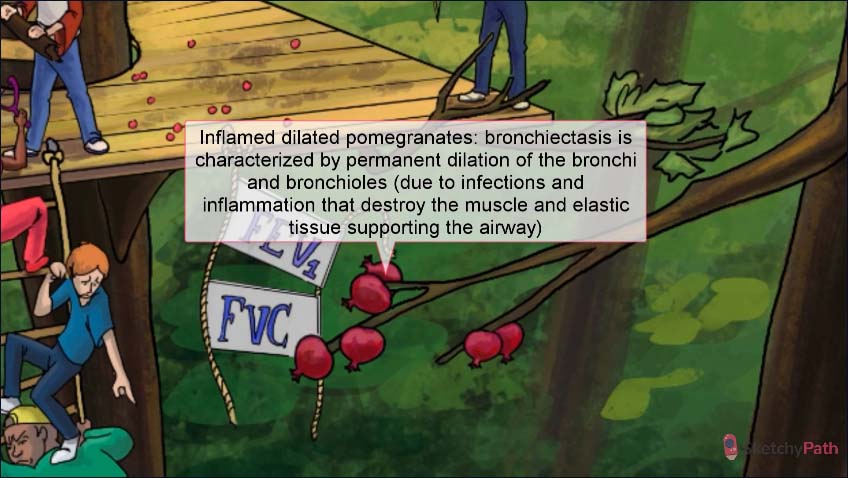 Inflamed dilated pomegranates: bronchiectasis is
characterized by permanent dilation of the bronchi
and bronchioles (due to infections and
inflammation that destroy the muscle and elastic
tissue supporting the airway)
FEV₁
FVC
SketchyPath